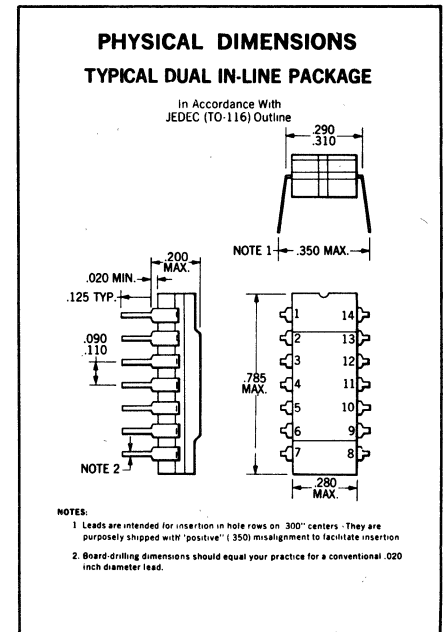 PHYSICAL DIMENSIONS
TYPICAL DUAL IN-LINE PACKAGE
In Accordance With
JEDEC (TO-116) Outline
.290
.310
NOTE 1
.350 MAX.
.200
MAX.
.020 MIN.
.125 TYP.
.090
.110
NOTE 2
.785
MAX.
1 14
2 13
3 12
4 11
5 10
6 9
7 8
.280
MAX.
NOTES:
1 Leads are intended for insertion in hole rows on 300" centers - They are
purposely shipped with 'positive" ( 350) misalignment to facilitate insertion
2. Board-drilling dimensions should equal your practice for a conventional .020
inch diameter lead.